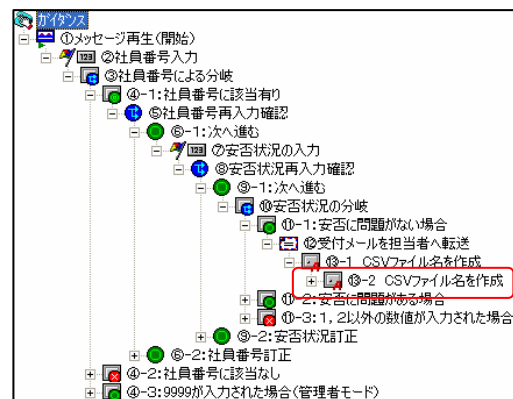 ガイダンス
①メッセージ再生(開始)
123 ②社員番号入力
③社員番号による分岐
④-1:社員番号に該当有り
⑤社員番号再入力確認
⑥-1:次へ進む
123 ⑦安否状況の入力
⑧安否状況再入力確認
⑨-1:次へ進む
⑩安否状況の分岐
⑪-1:安否に問題がない場合
⑫受付メールを担当者へ転送
⑬-1 CSVファイル名を作成
⑬-2 CSVファイル名を作成
⑪-2:安否に問題がある場合
⑪-3:1,2以外の数値が入力された場合
⑨-2:安否状況訂正
⑥-2:社員番号訂正
④-2:社員番号に該当なし
④-3:9999が入力された場合(管理者モード)